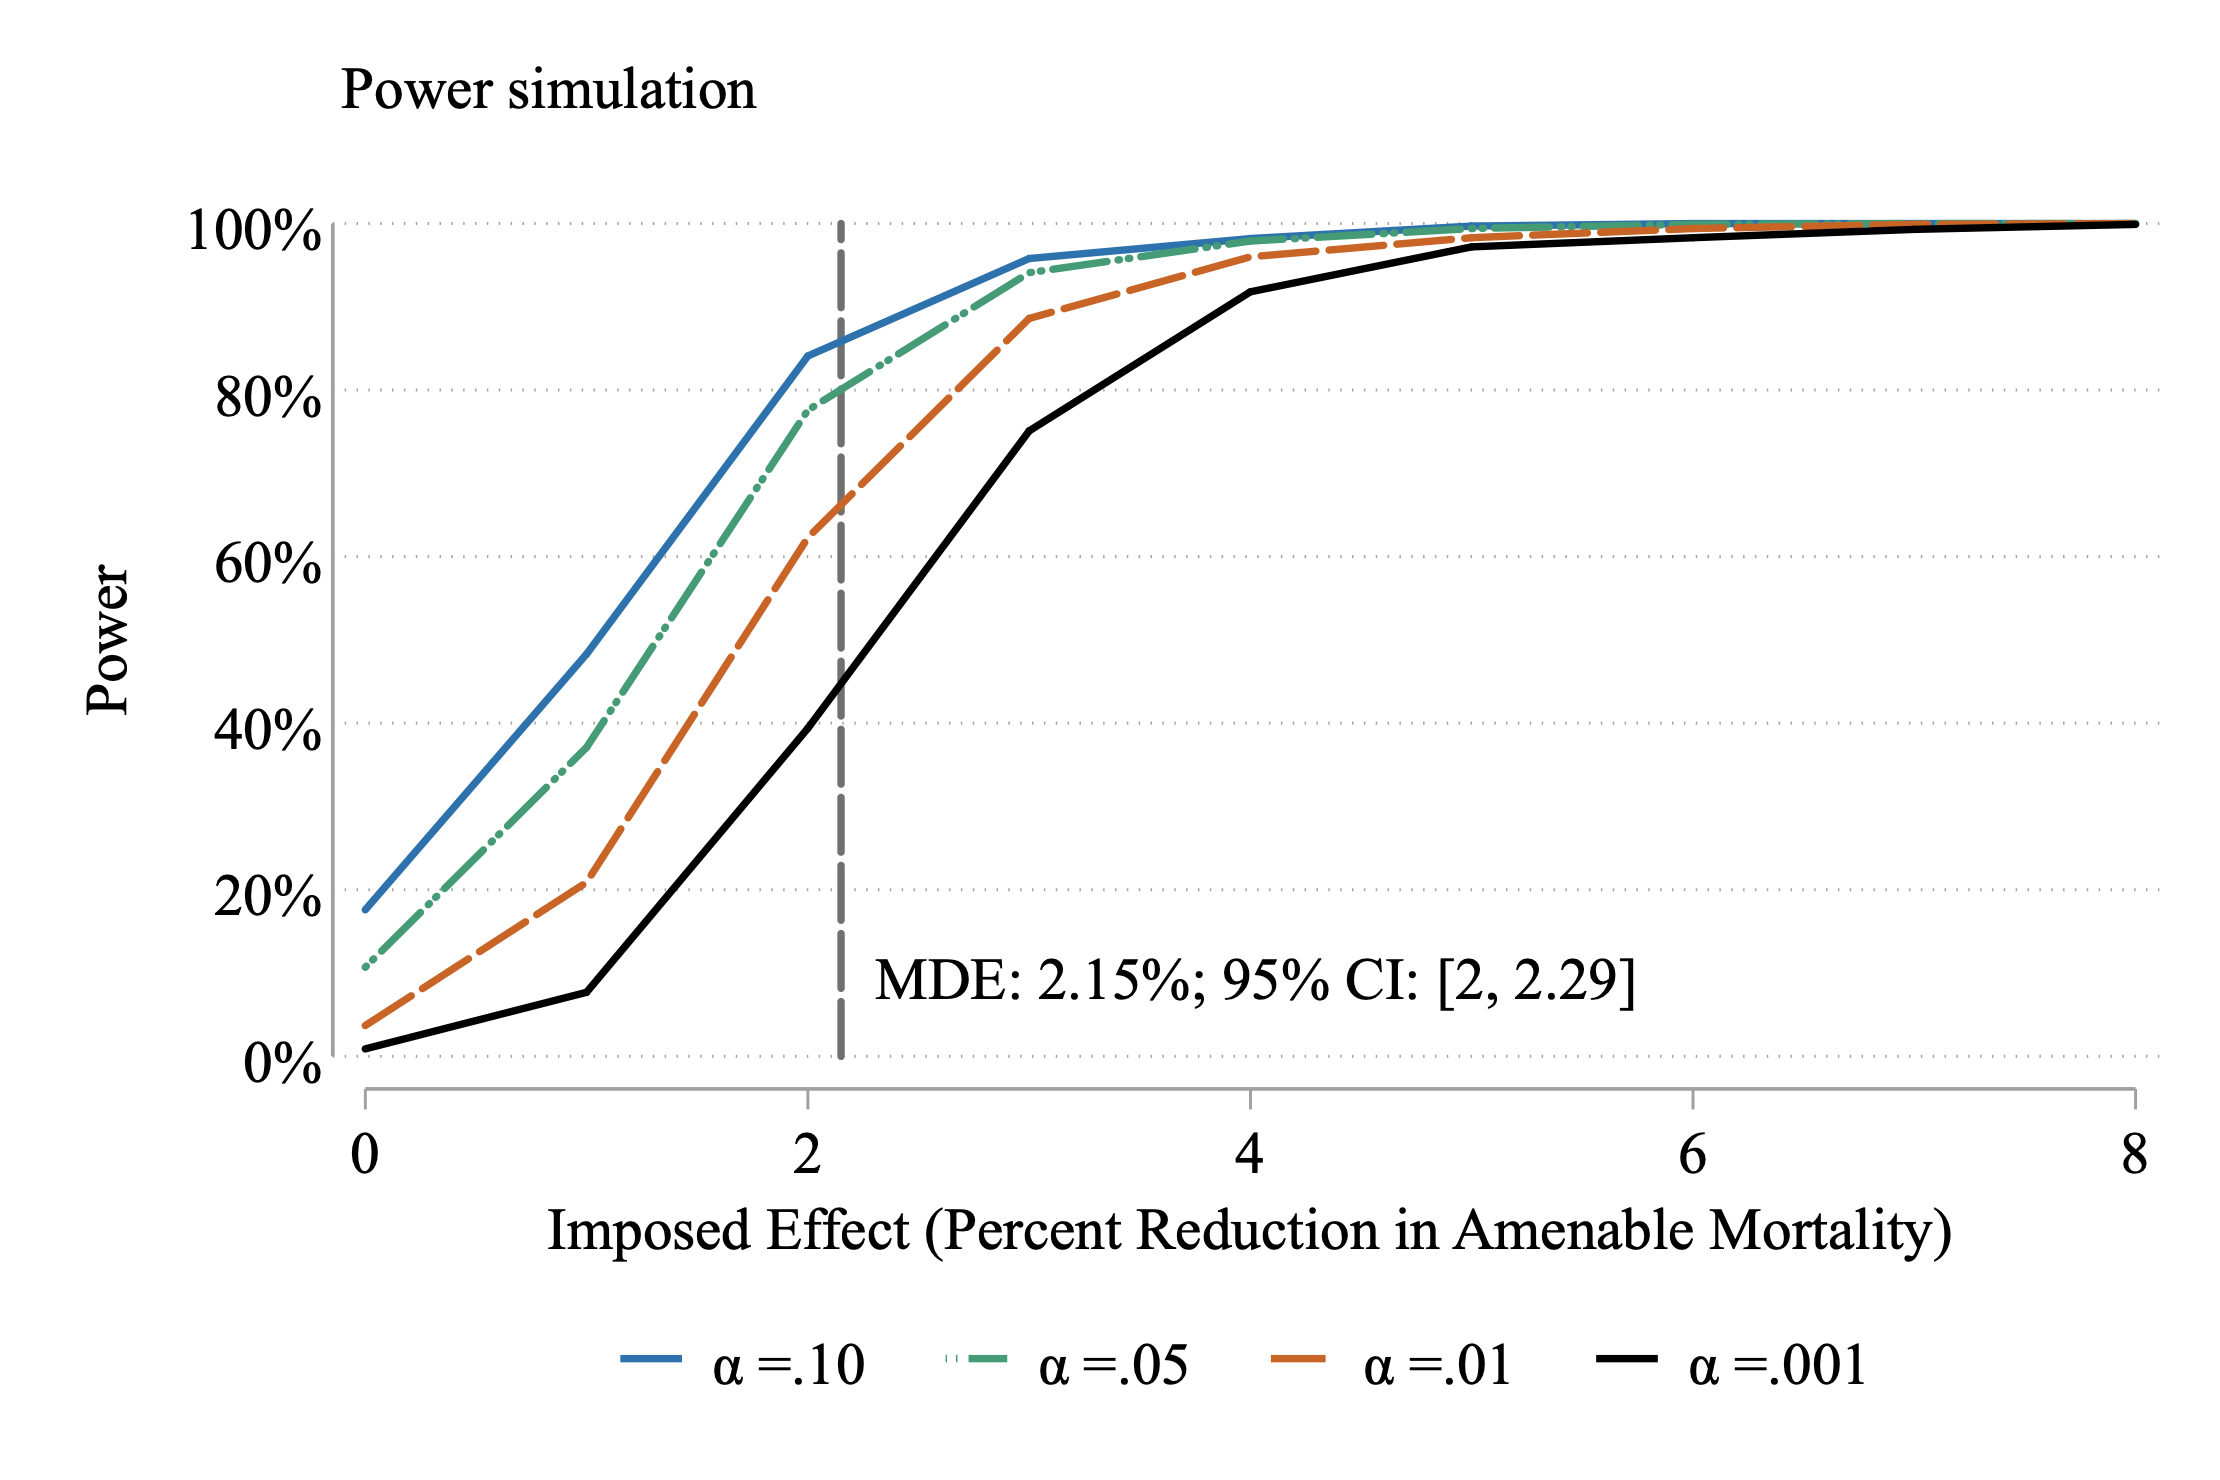 Power simulation
100%
80%
60%
40%
20%
0%
Power
MDE: 2.15%; 95% CI: [2, 2.29]
0 2 4 6 8
Imposed Effect (Percent Reduction in Amenable Mortality)
α =.10 α =.05 α =.01 α =.001